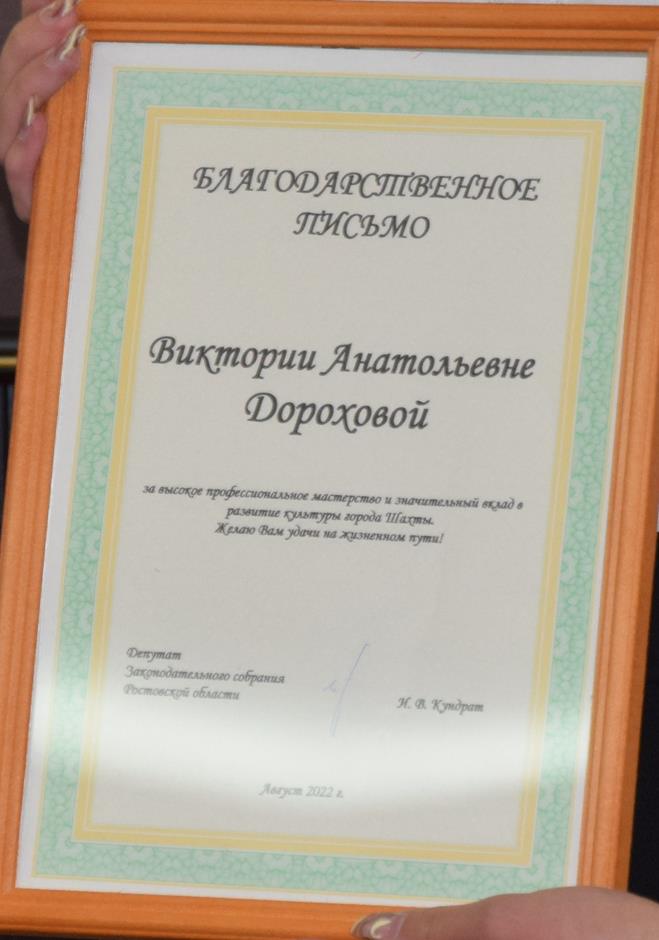 БЛАГОДАРСТВЕННОЕ
ПИСЬМО
Виктории Анатольевне
Дороховой
за высокое профессиональное мастерство и значительный вклад в
развитие культуры города Шахты.
Желаю Вам удачи на жизненном пути!
Депутат
Законодательного собрания
Ростовской области
И. В. Кундрат
Август 2022 г.